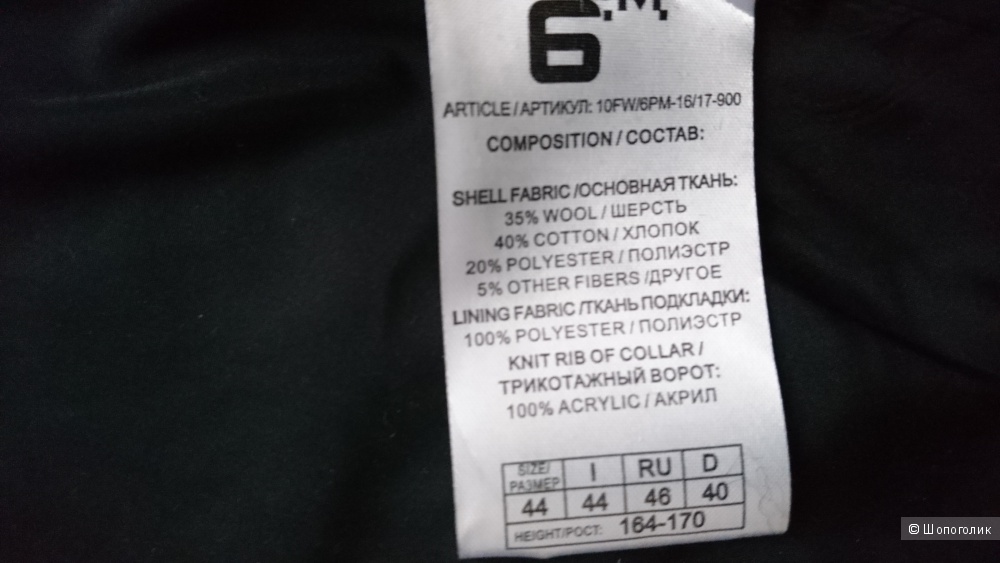 6
ARTICLE / АРТИКУЛ: 10FW/6PM-16/17-900
COMPOSITION / СОСТАВ:
SHELL FABRIC /ОСНОВНАЯ ТКАНЬ:
35% WOOL / ШЕРСТЬ
40% COTTON / ХЛОПОК
20% POLYESTER / ПОЛИЭСТР
5% OTHER FIBERS /ДРУГОЕ
LINING FABRIC /ТКАНЬ ПОДКЛАДКИ:
100% POLYESTER / ПОЛИЭСТР
KNIT RIB OF COLLAR /
ТРИКОТАЖНЫЙ ВОРОТ:
100% ACRYLIC / АКРИЛ
SIZE/ РАЗМЕР I RU D
44 44 46 40
HEIGHT/РОСТ: 164-170
© Шопоголик